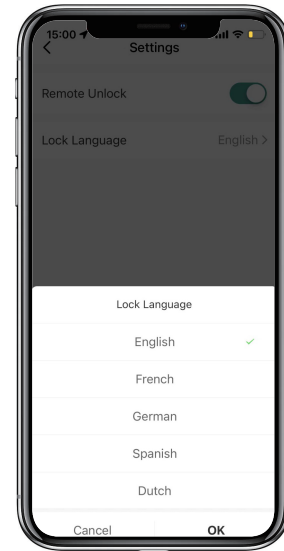 15:00
Settings
Remote Unlock
Lock Language English >
Lock Language
English
French
German
Spanish
Dutch
Cancel OK